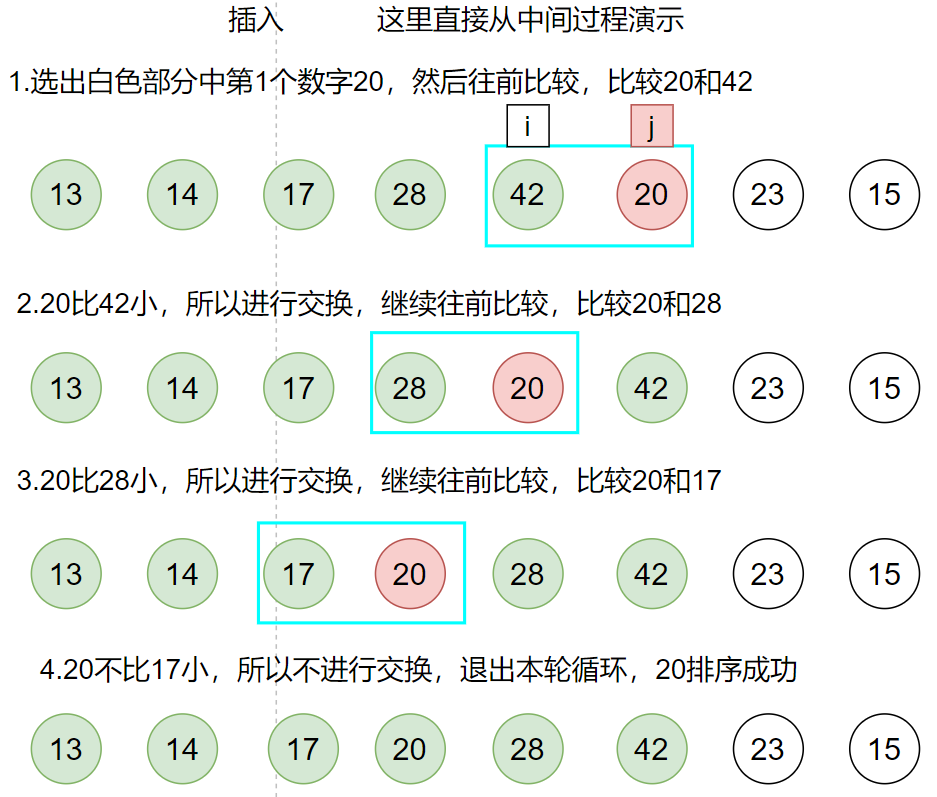 插入 这里直接从中间过程演示
1.选出白色部分中第1个数字20，然后往前比较，比较20和42
i j
13 14 17 28 42 20 23 15
2.20比42小，所以进行交换，继续往前比较，比较20和28
13 14 17 28 20 42 23 15
3.20比28小，所以进行交换，继续往前比较，比较20和17
13 14 17 20 28 42 23 15
4.20不比17小，所以不进行交换，退出本轮循环，20排序成功
13 14 17 20 28 42 23 15